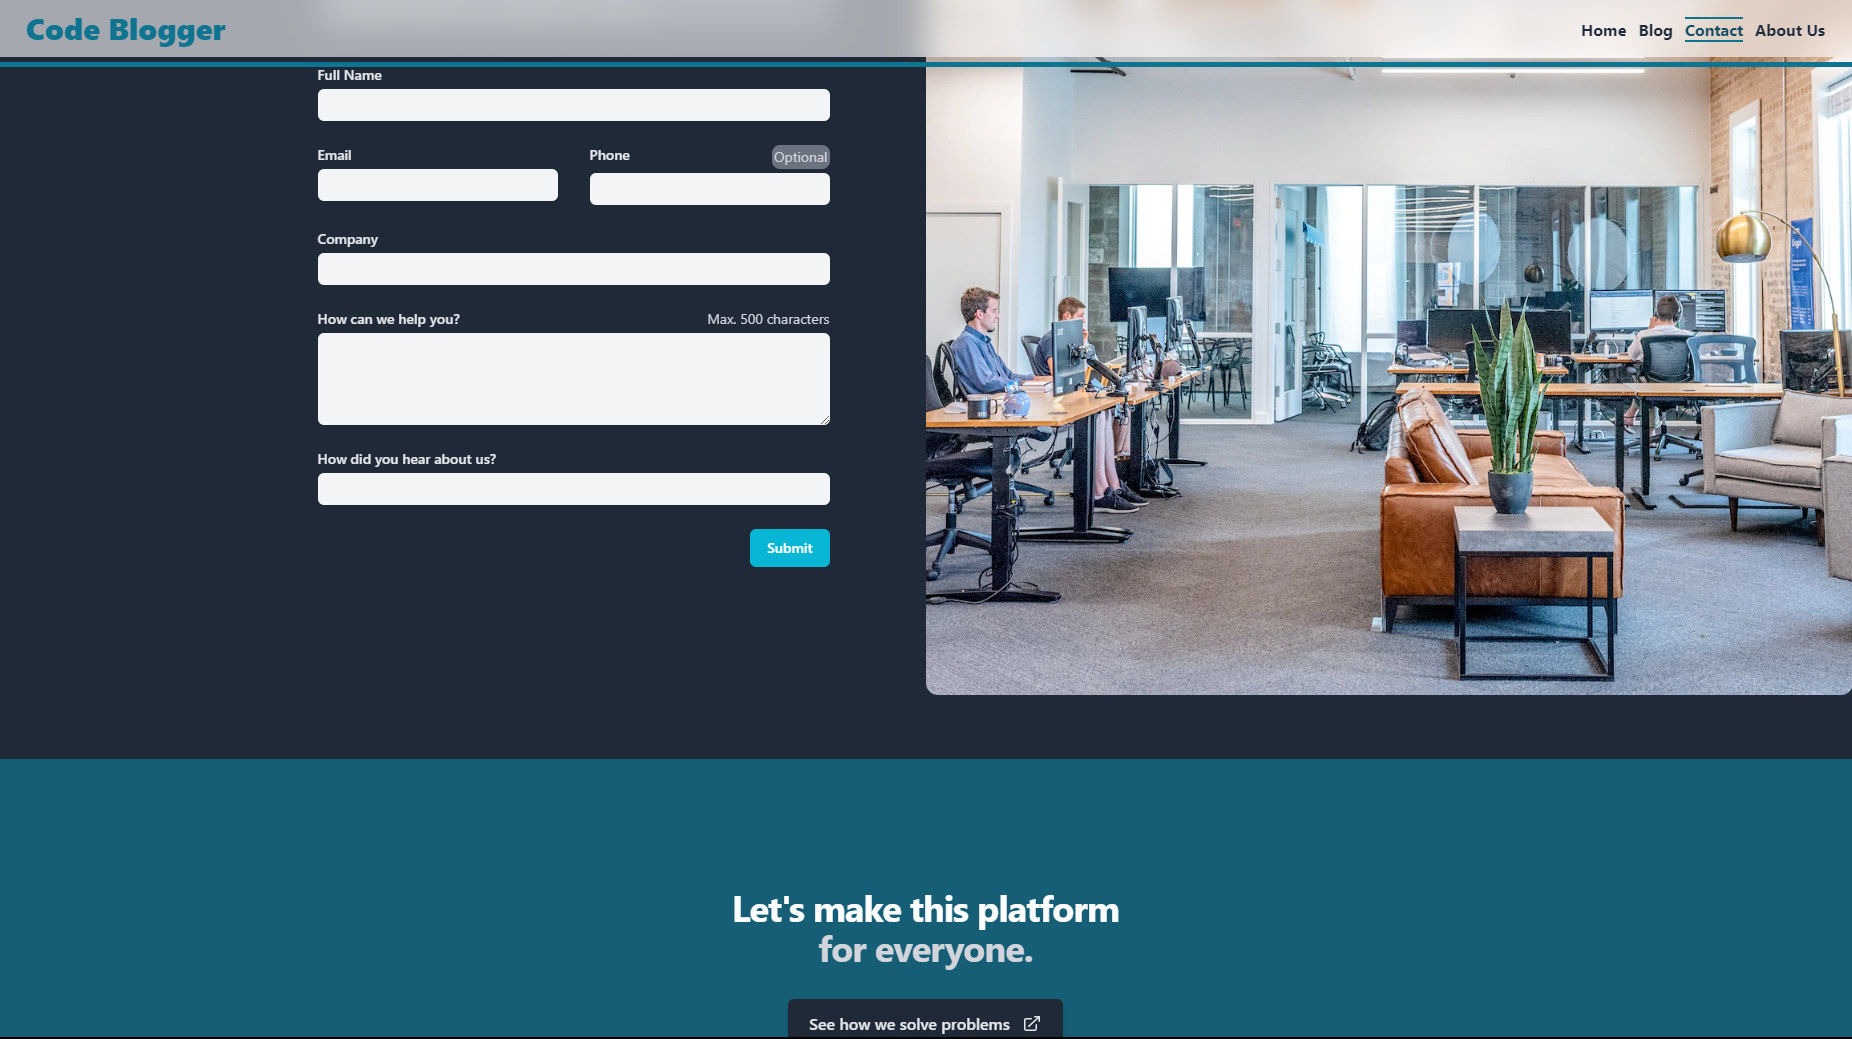 Code Blogger
Home Blog Contact About Us
Full Name
Email
Phone Optional
Company
How can we help you? Max. 500 characters
How did you hear about us?
Submit
Let's make this platform
for everyone.
See how we solve problems